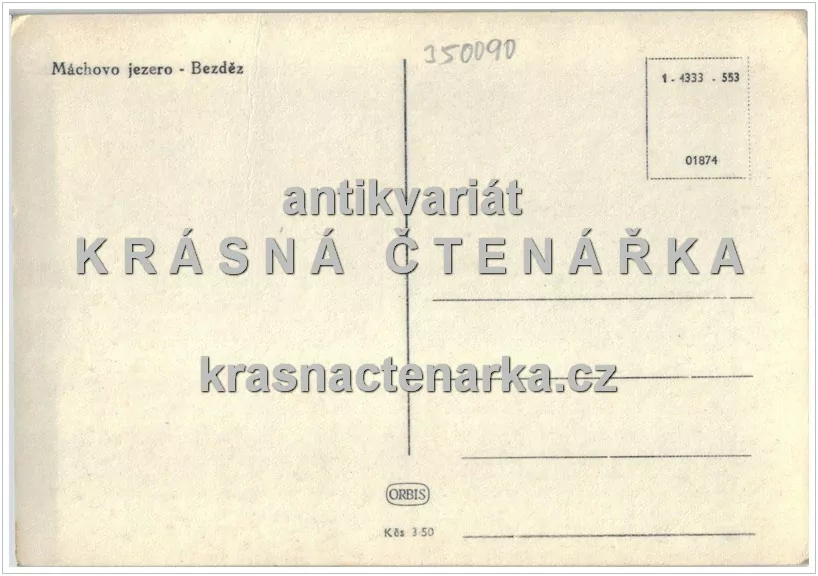 Máchovo jezero - Bezděz
350090
1 - 4333 - 553
01874
antikvariát
KRÁSNÁ ČTENÁŘKA
krasnactenarka.cz
ORBIS
Kčs 3·50